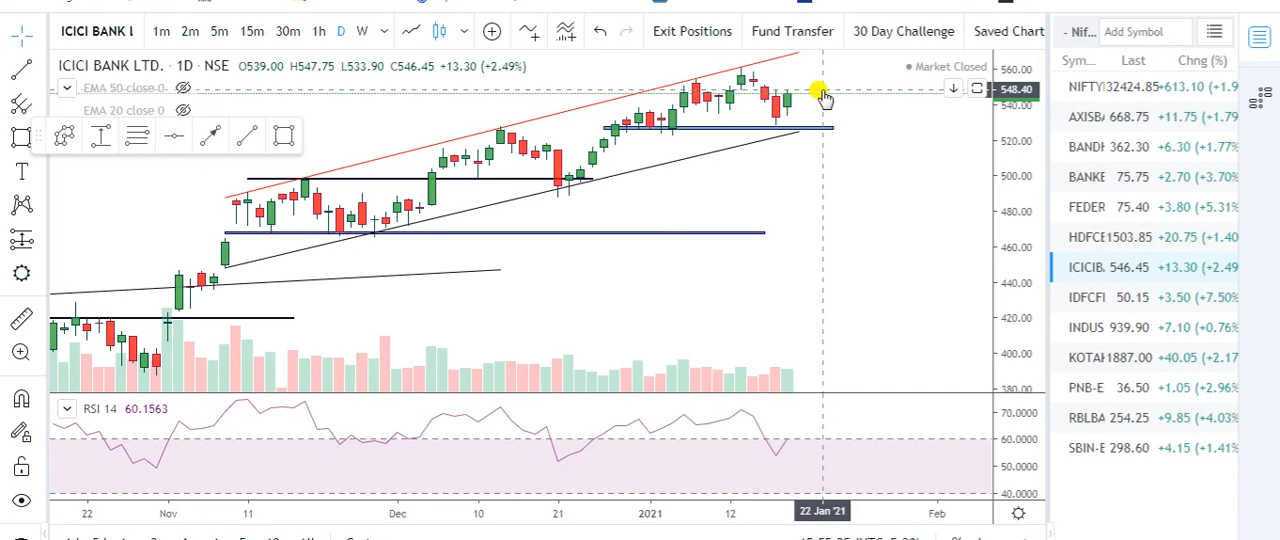 ICICI BANK L 1m 2m 5m 15m 30m 1h D W Exit Positions Fund Transfer 30 Day Challenge Saved Chart - Nif... Add Symbol
ICICI BANK LTD. · 1D · NSE O539.00 H547.75 L533.90 C546.45 +13.30 (+2.49%) Market Closed
EMA 50 close 0
EMA 20 close 0
560.00
548.40
540.00
520.00
500.00
480.00
460.00
440.00
420.00
400.00
380.00
RSI 14 60.1563
70.0000
60.0000
50.0000
40.0000
22 Nov 11 Dec 10 21 2021 12 22 Jan '21 Feb
Sym... Last Chng (%)
NIFTY 32424.85 +613.10 (+1.9
AXISBA 668.75 +11.75 (+1.79
BANDH 362.30 +6.30 (+1.77%
BANKE 75.75 +2.70 (+3.70%
FEDER 75.40 +3.80 (+5.31%
HDFCB 1503.85 +20.75 (+1.40
ICICIB. 546.45 +13.30 (+2.49
IDFCFI 50.15 +3.50 (+7.50%
INDUS 939.90 +7.10 (+0.76%
KOTAK 1887.00 +40.05 (+2.17
PNB-E 36.50 +1.05 (+2.96%
RBLBA 254.25 +9.85 (+4.03%
SBIN-E 298.60 +4.15 (+1.41%